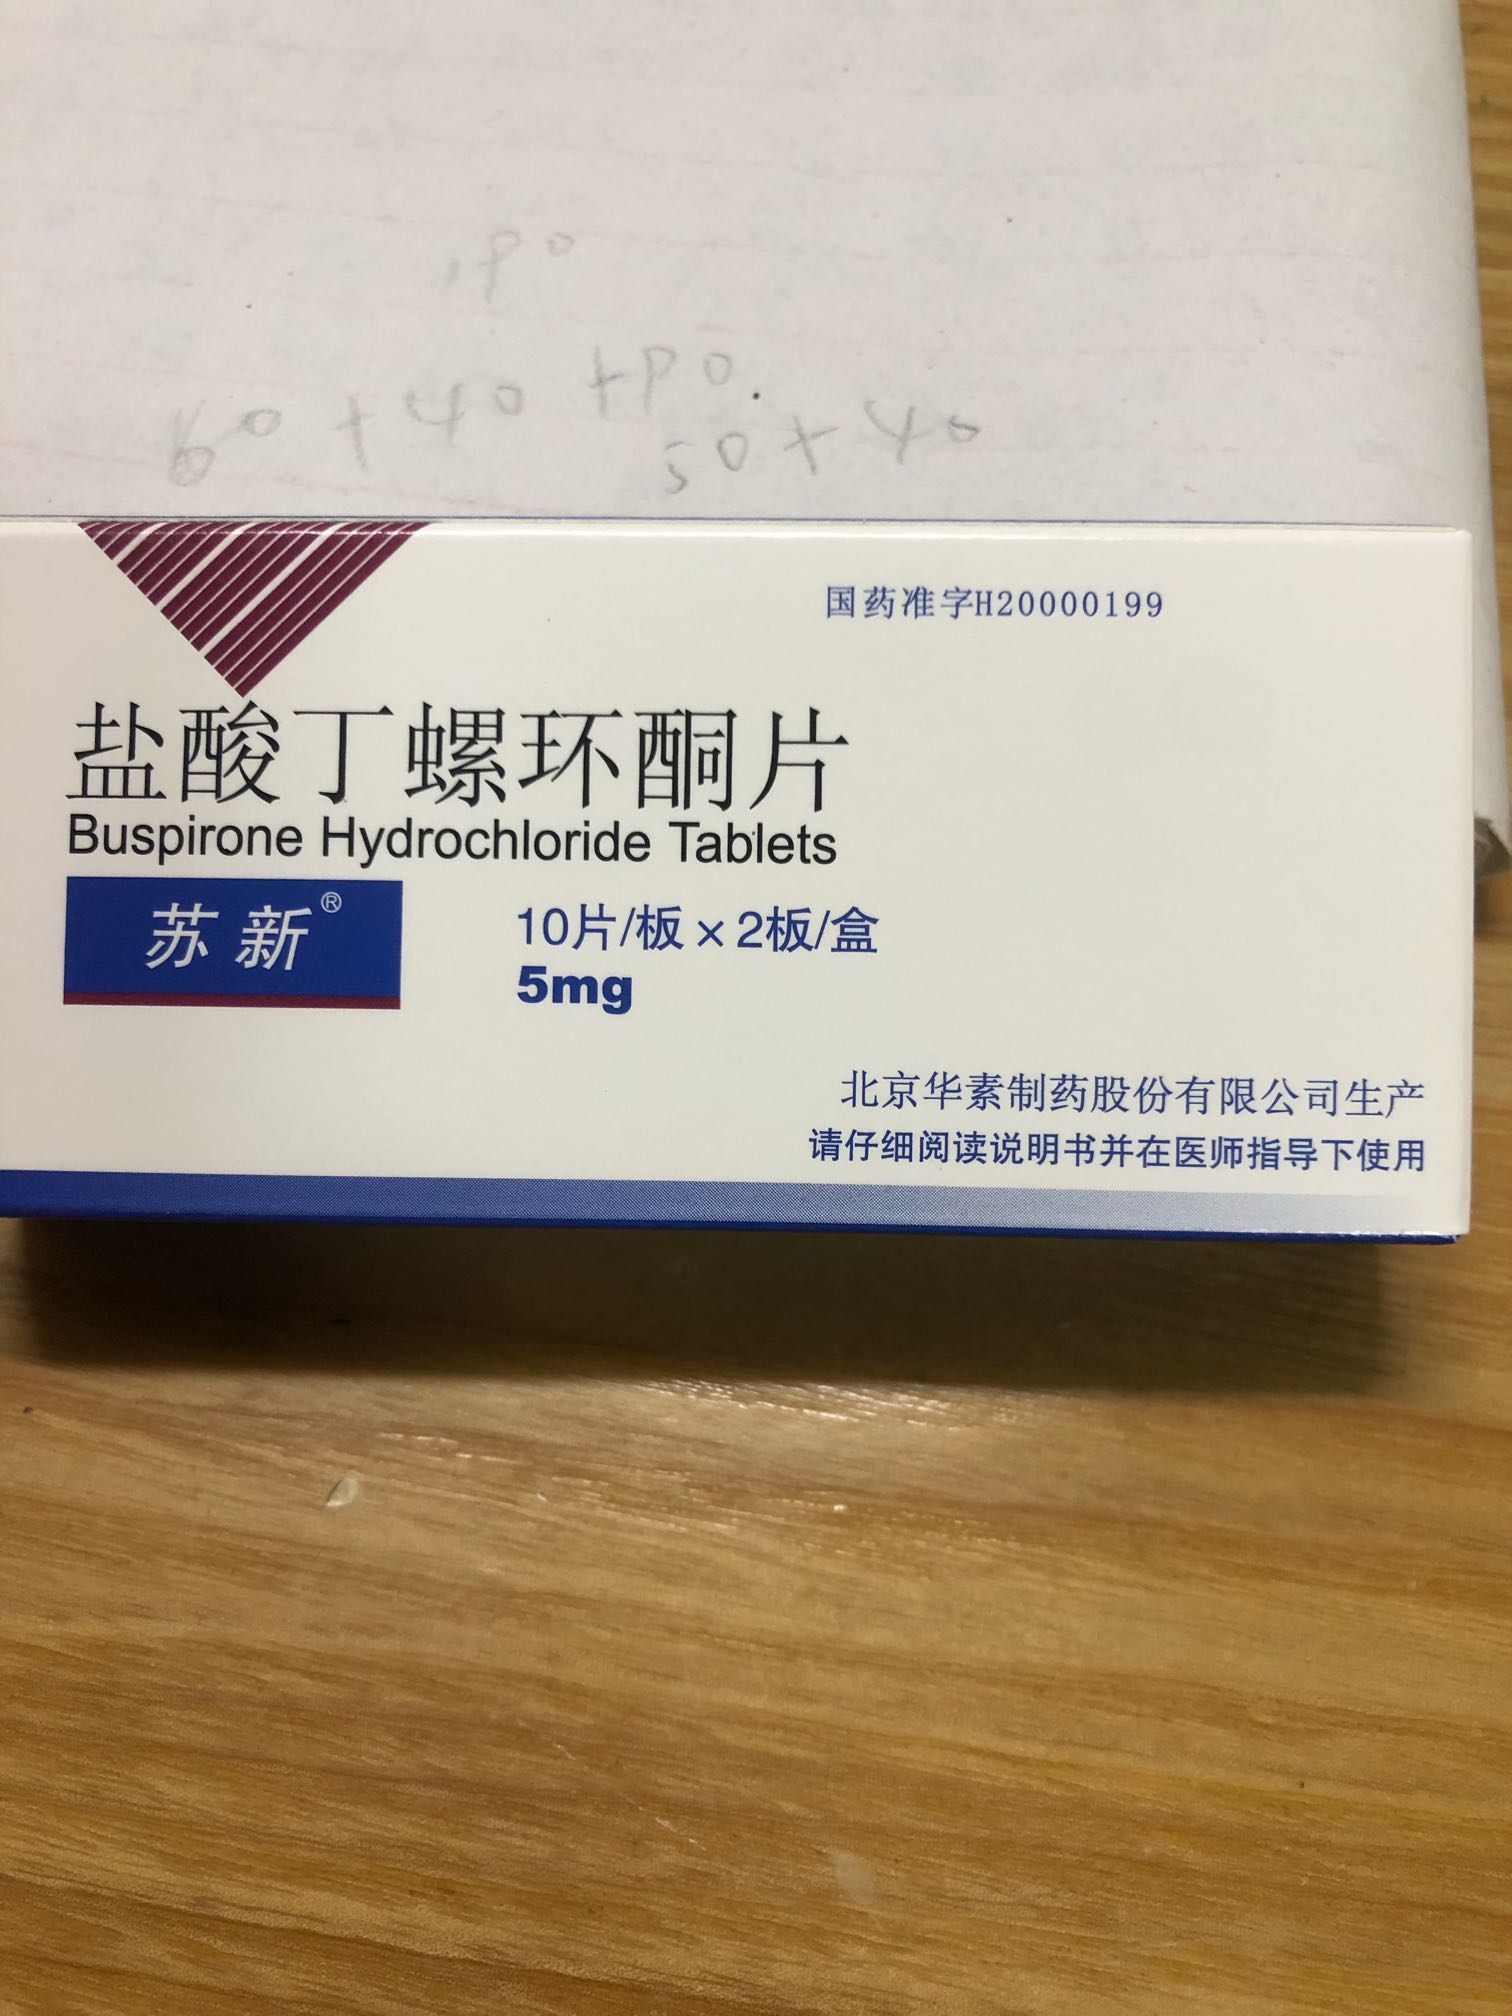 60 + 40 + 90.
50 + 40
国药准字H20000199
盐酸丁螺环酮片
Buspirone Hydrochloride Tablets
苏新®
10片/板×2板/盒
5mg
北京华素制药股份有限公司生产
请仔细阅读说明书并在医师指导下使用